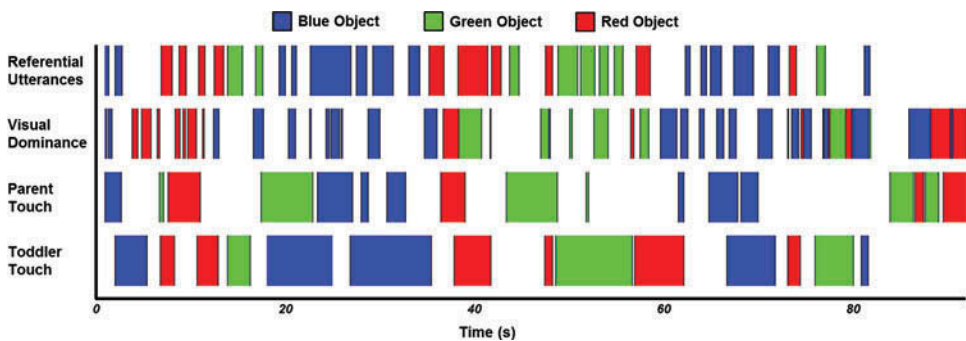 Blue Object Green Object Red Object
Referential
Utterances
Visual
Dominance
Parent
Touch
Toddler
Touch
0 20 40 60 80
Time (s)